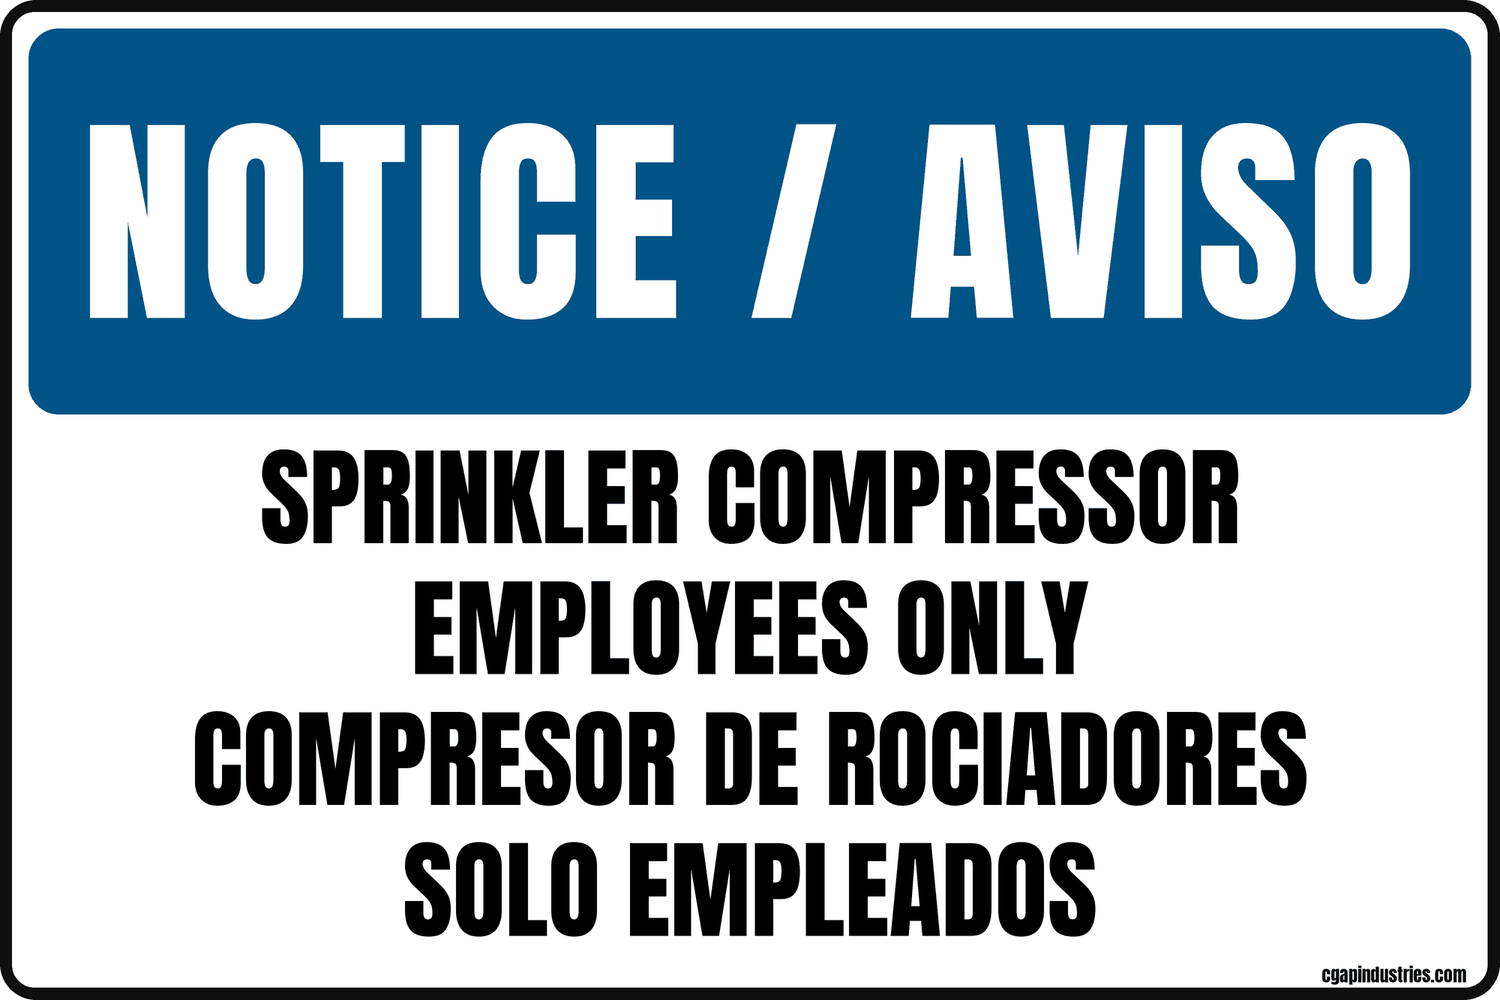 NOTICE / AVISO
SPRINKLER COMPRESSOR
EMPLOYEES ONLY
COMPRESOR DE ROCIADORES
SOLO EMPLEADOS
cgapindustries.com